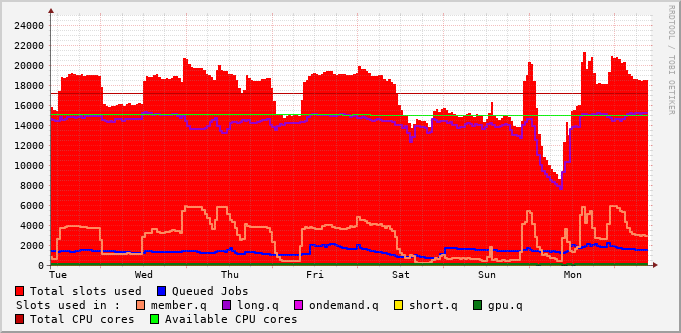 RRDTOOL / TOBI OETIKER
24000
22000
20000
18000
16000
14000
12000
10000
8000
6000
4000
2000
0
Tue Wed Thu Fri Sat Sun Mon
Total slots used Queued Jobs
Slots used in : member.q long.q ondemand.q short.q gpu.q
Total CPU cores Available CPU cores